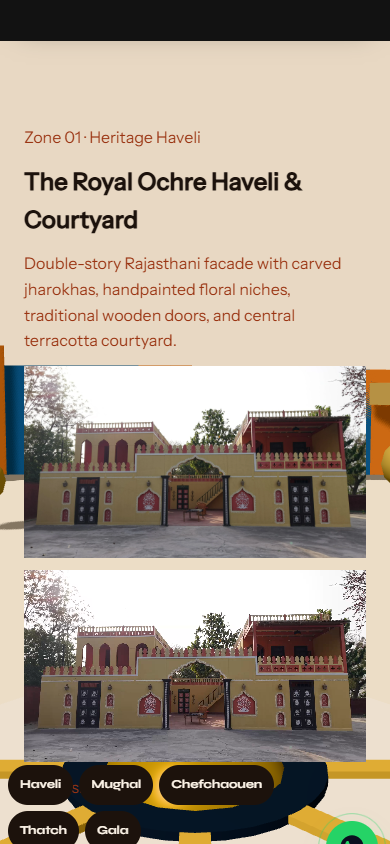 Zone 01 · Heritage Haveli
The Royal Ochre Haveli &
Courtyard
Double-story Rajasthani facade with carved
jharokhas, handpainted floral niches,
traditional wooden doors, and central
terracotta courtyard.
Haveli
s
Mughal
Chefchaouen
Thatch
Gala